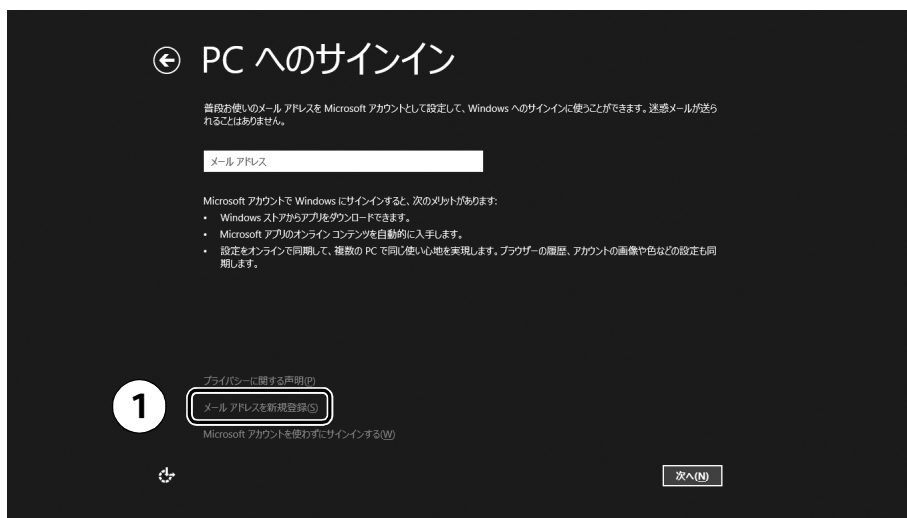 PC へのサインイン
普段お使いのメール アドレスを Microsoft アカウントとして設定して、Windows へのサインインに使うことができます。迷惑メールが送ら
れることはありません。
メール アドレス
Microsoft アカウントで Windows にサインインすると、次のメリットがあります:
• Windows ストアからアプリをダウンロードできます。
• Microsoft アプリのオンライン コンテンツを自動的に入手します。
• 設定をオンラインで同期して、複数の PC で同じ使い心地を実現します。ブラウザーの履歴、アカウントの画像や色などの設定も同
期します。
プライバシーに関する声明(P)
1
メール アドレスを新規登録(S)
Microsoft アカウントを使わずにサインインする(W)
次へ(N)